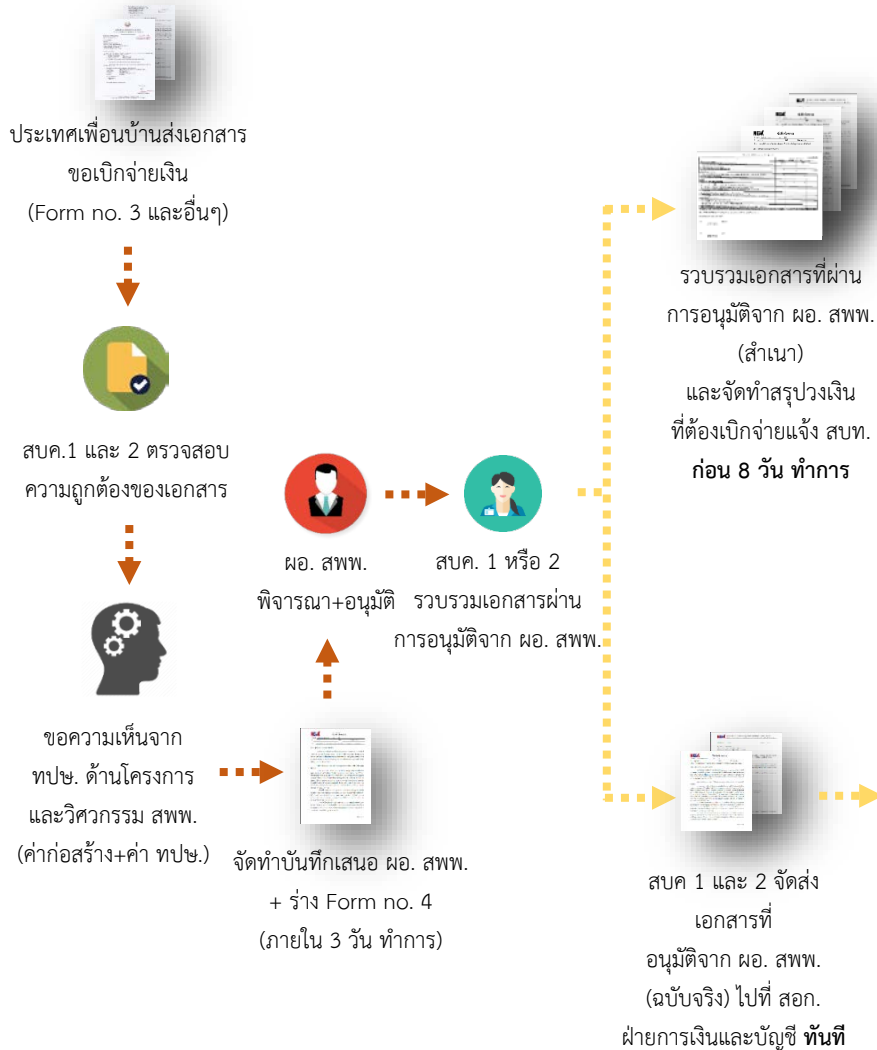 ประเทศเพื่อนบ้านส่งเอกสาร
ขอเบิกจ่ายเงิน
(Form no. 3 และอื่นๆ)
สบค.1 และ 2 ตรวจสอบ
ความถูกต้องของเอกสาร
ขอความเห็นจาก
ทปษ. ด้านโครงการ
และวิศวกรรม สพพ.
(ค่าก่อสร้าง+ค่า ทปษ.)
จัดทำบันทึกเสนอ ผอ. สพพ.
+ ร่าง Form no. 4
(ภายใน 3 วัน ทำการ)
ผอ. สพพ.
พิจารณา+อนุมัติ
สบค. 1 หรือ 2
รวบรวมเอกสารผ่าน
การอนุมัติจาก ผอ. สพพ.
รวบรวมเอกสารที่ผ่าน
การอนุมัติจาก ผอ. สพพ.
(สำเนา)
และจัดทำสรุปวงเงิน
ที่ต้องเบิกจ่ายแจ้ง สบท.
ก่อน 8 วัน ทำการ
สบค 1 และ 2 จัดส่ง
เอกสารที่
อนุมัติจาก ผอ. สพพ.
(ฉบับจริง) ไปที่ สอก.
ฝ่ายการเงินและบัญชี ทันที